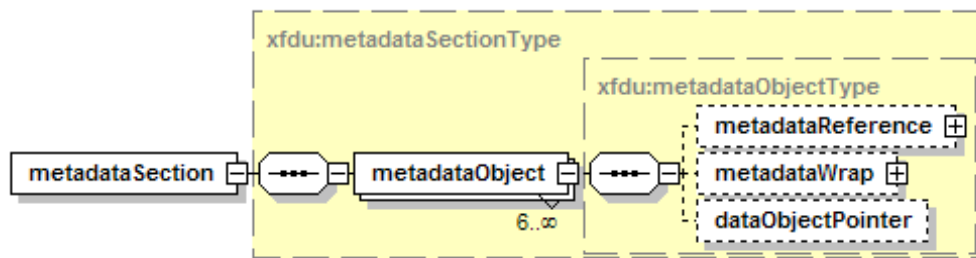 xfdu:metadataSectionType
xfdu:metadataObjectType
metadataReference
metadataSection
metadataObject
metadataWrap
6..∞
dataObjectPointer